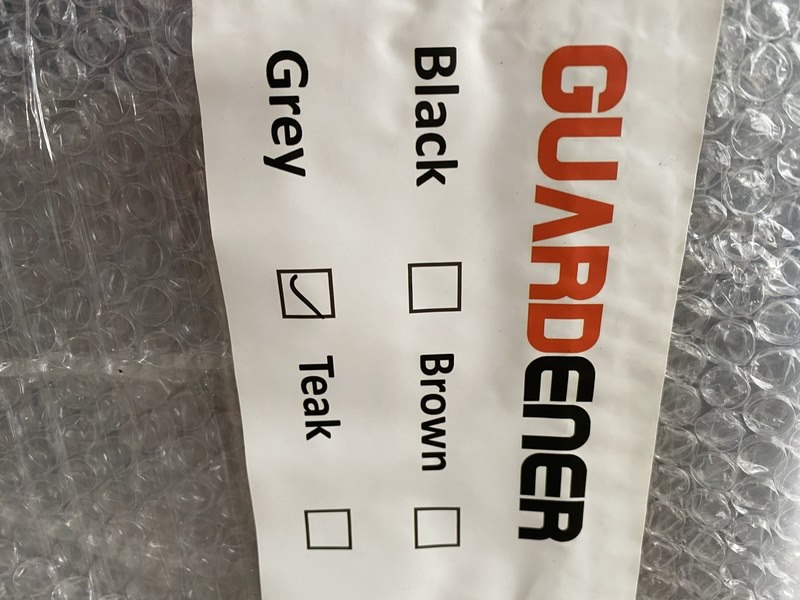 GUARDENER
Black ☐ Brown ☐
Grey ☑ Teak ☐